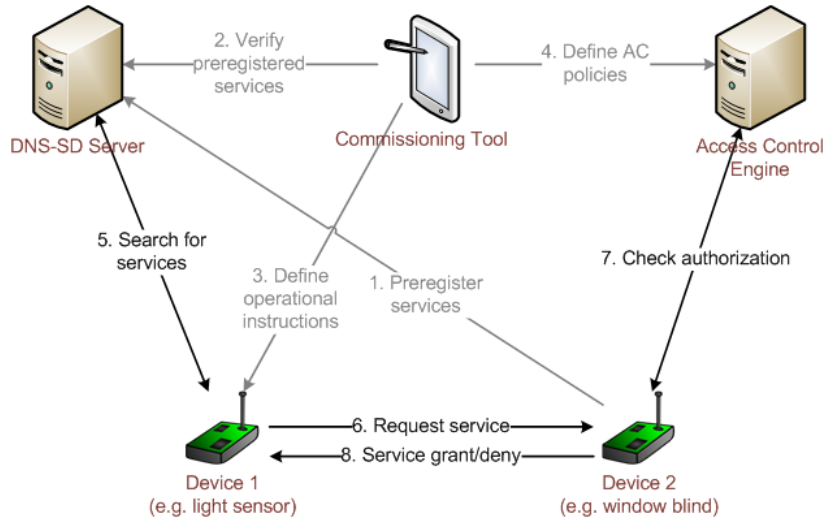 2. Verify
preregistered
services
4. Define AC
policies
DNS-SD Server
Commissioning Tool
Access Control
Engine
5. Search for
services
3. Define
operational
instructions
1. Preregister
services
7. Check authorization
6. Request service
8. Service grant/deny
Device 1
(e.g. light sensor)
Device 2
(e.g. window blind)